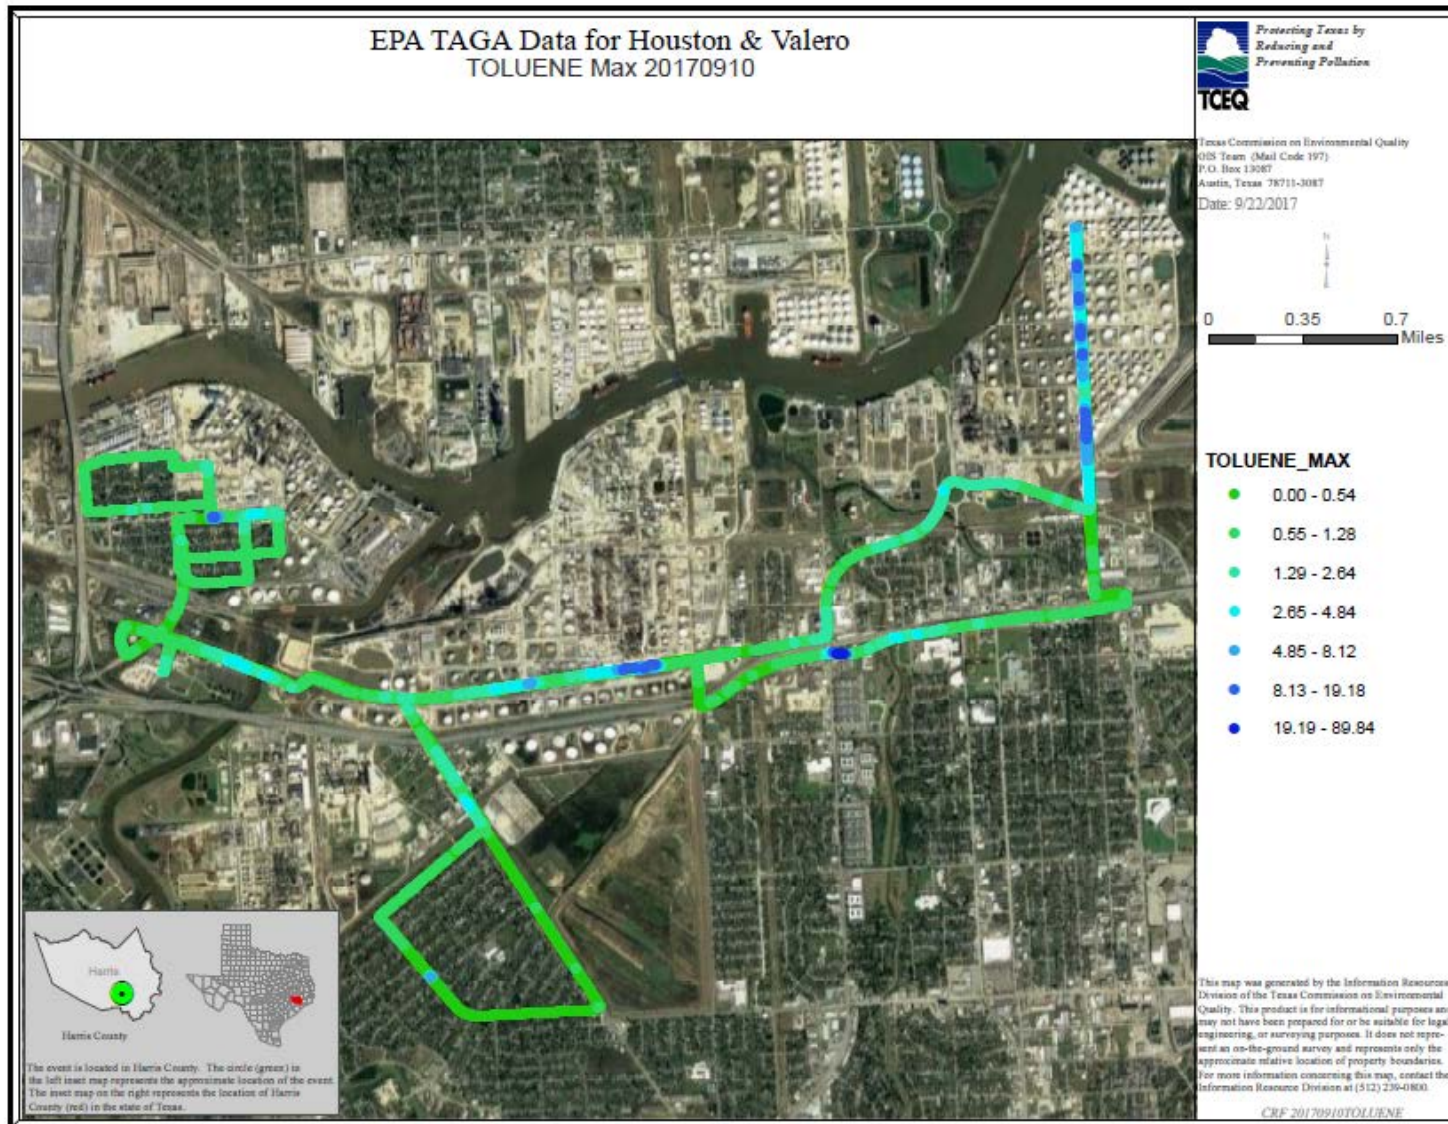 EPA TAGA Data for Houston & Valero
TOLUENE Max 20170910
Protecting Texas by
Reducing and
Preventing Pollution
TCEQ
Texas Commission on Environmental Quality
GIS Team (Mail Code 197)
P.O. Box 13087
Austin, Texas 78711-3087
Date: 9/22/2017
N
0 0.35 0.7
Miles
TOLUENE_MAX
0.00 - 0.54
0.55 - 1.28
1.29 - 2.64
2.65 - 4.84
4.85 - 8.12
8.13 - 19.18
19.19 - 89.84
Harris
Harris County
The event is located in Harris County. The circle (green) in
the left inset map represents the approximate location of the event.
The inset map on the right represents the location of Harris
County (red) in the state of Texas.
This map was generated by the Information Resources
Division of the Texas Commission on Environmental
Quality. This product is for informational purposes an
may not have been prepared for or be suitable for legal
engineering, or surveying purposes. It does not repre-
sent an on-the-ground survey and represents only the
approximate relative location of property boundaries.
For more information concerning this map, contact the
Information Resource Division at (512) 239-0800.
CRF 20170910TOLUENE